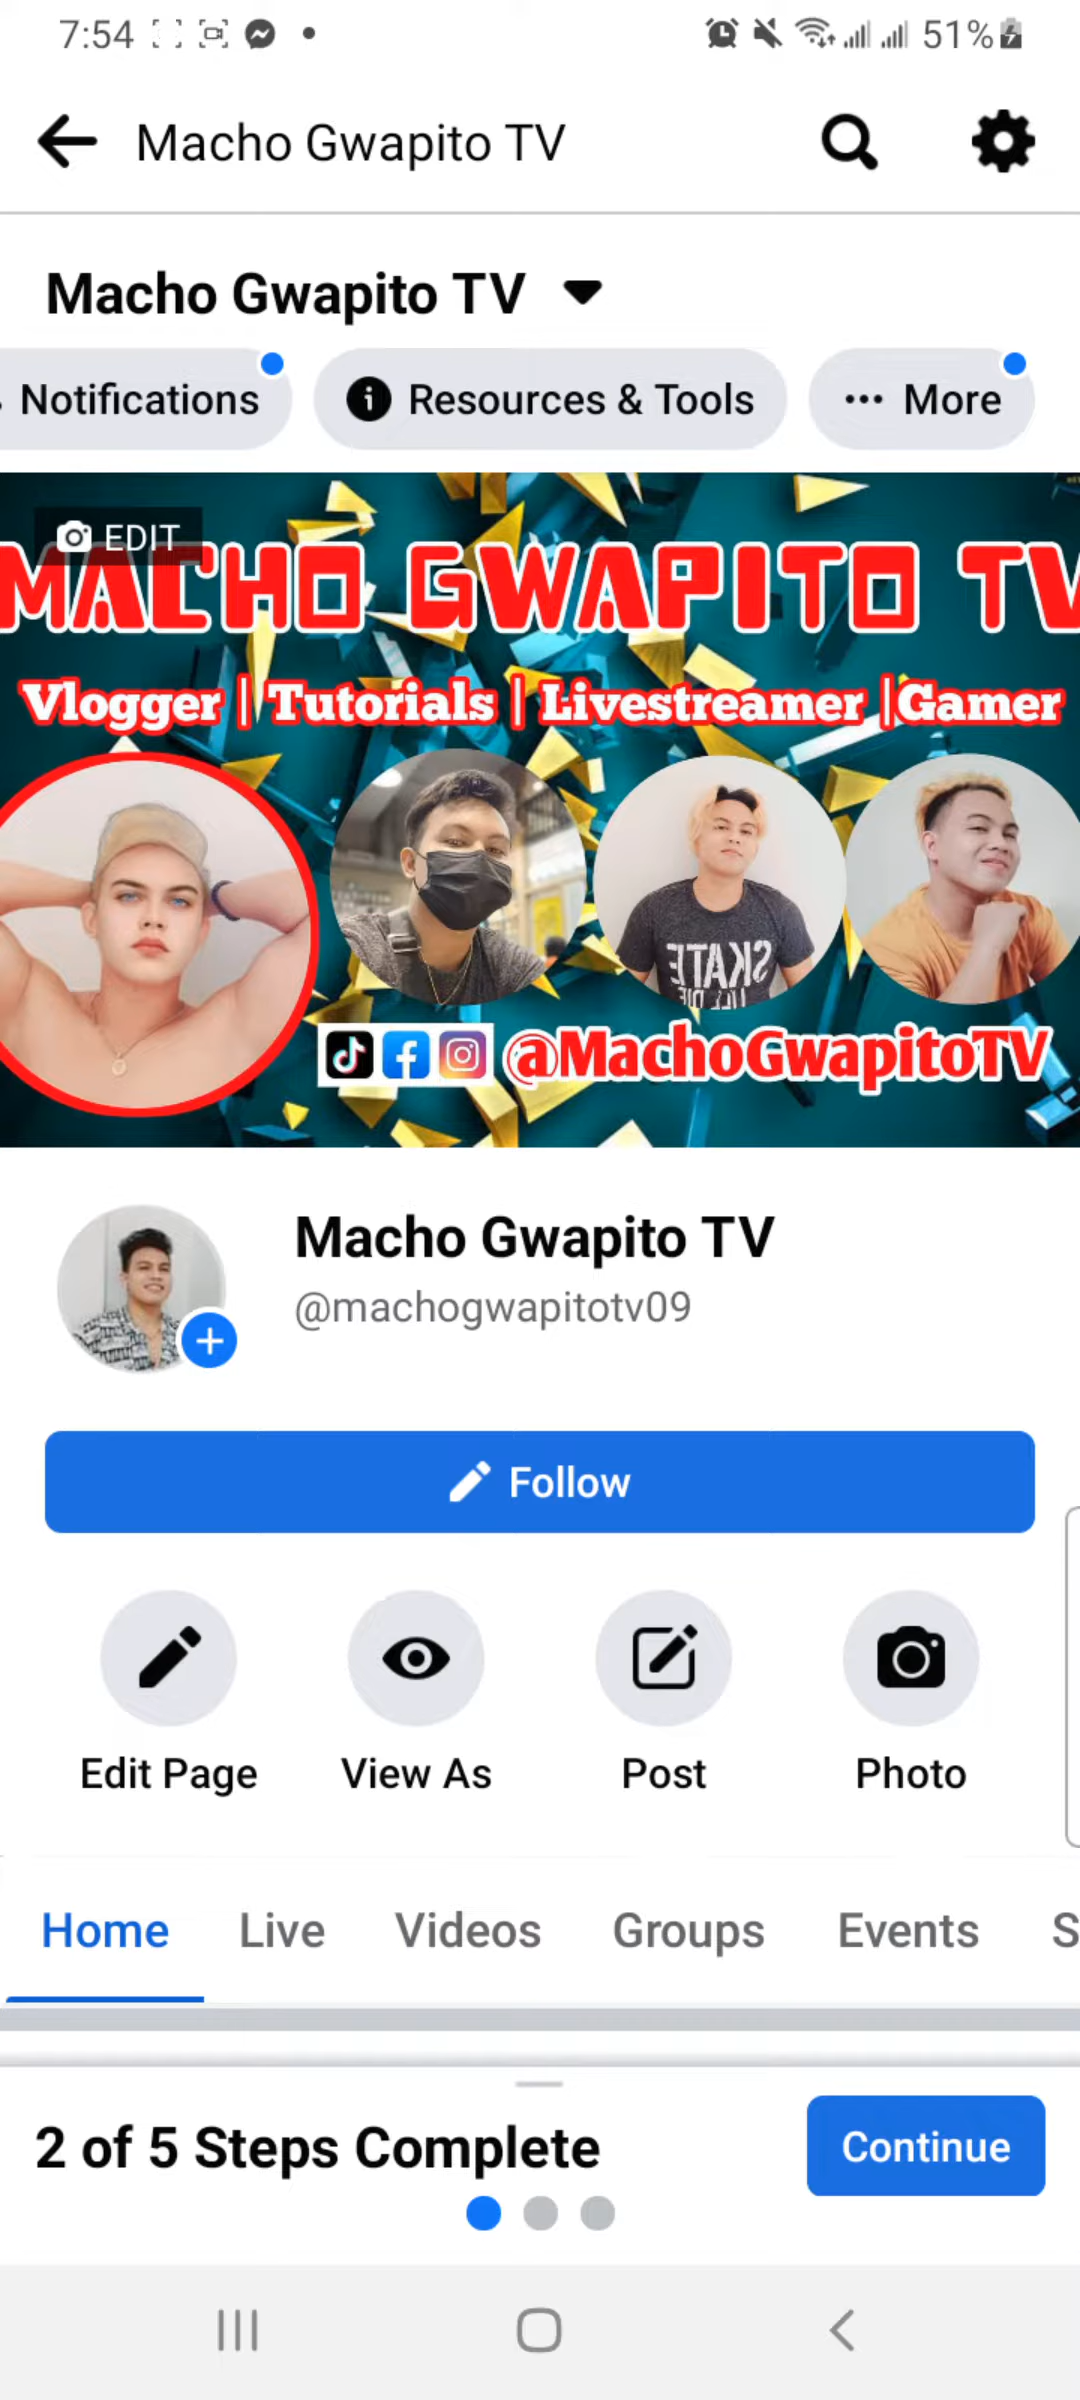 7:54
51%
Macho Gwapito TV
Macho Gwapito TV
Notifications
Resources & Tools
More
EDIT
MACHO GWAPITO TV
Vlogger | Tutorials | Livestreamer |Gamer
SKATE
@MachoGwapitoTV
Macho Gwapito TV
@machogwapitotv09
Follow
Edit Page
View As
Post
Photo
Home
Live
Videos
Groups
Events
S
2 of 5 Steps Complete
Continue